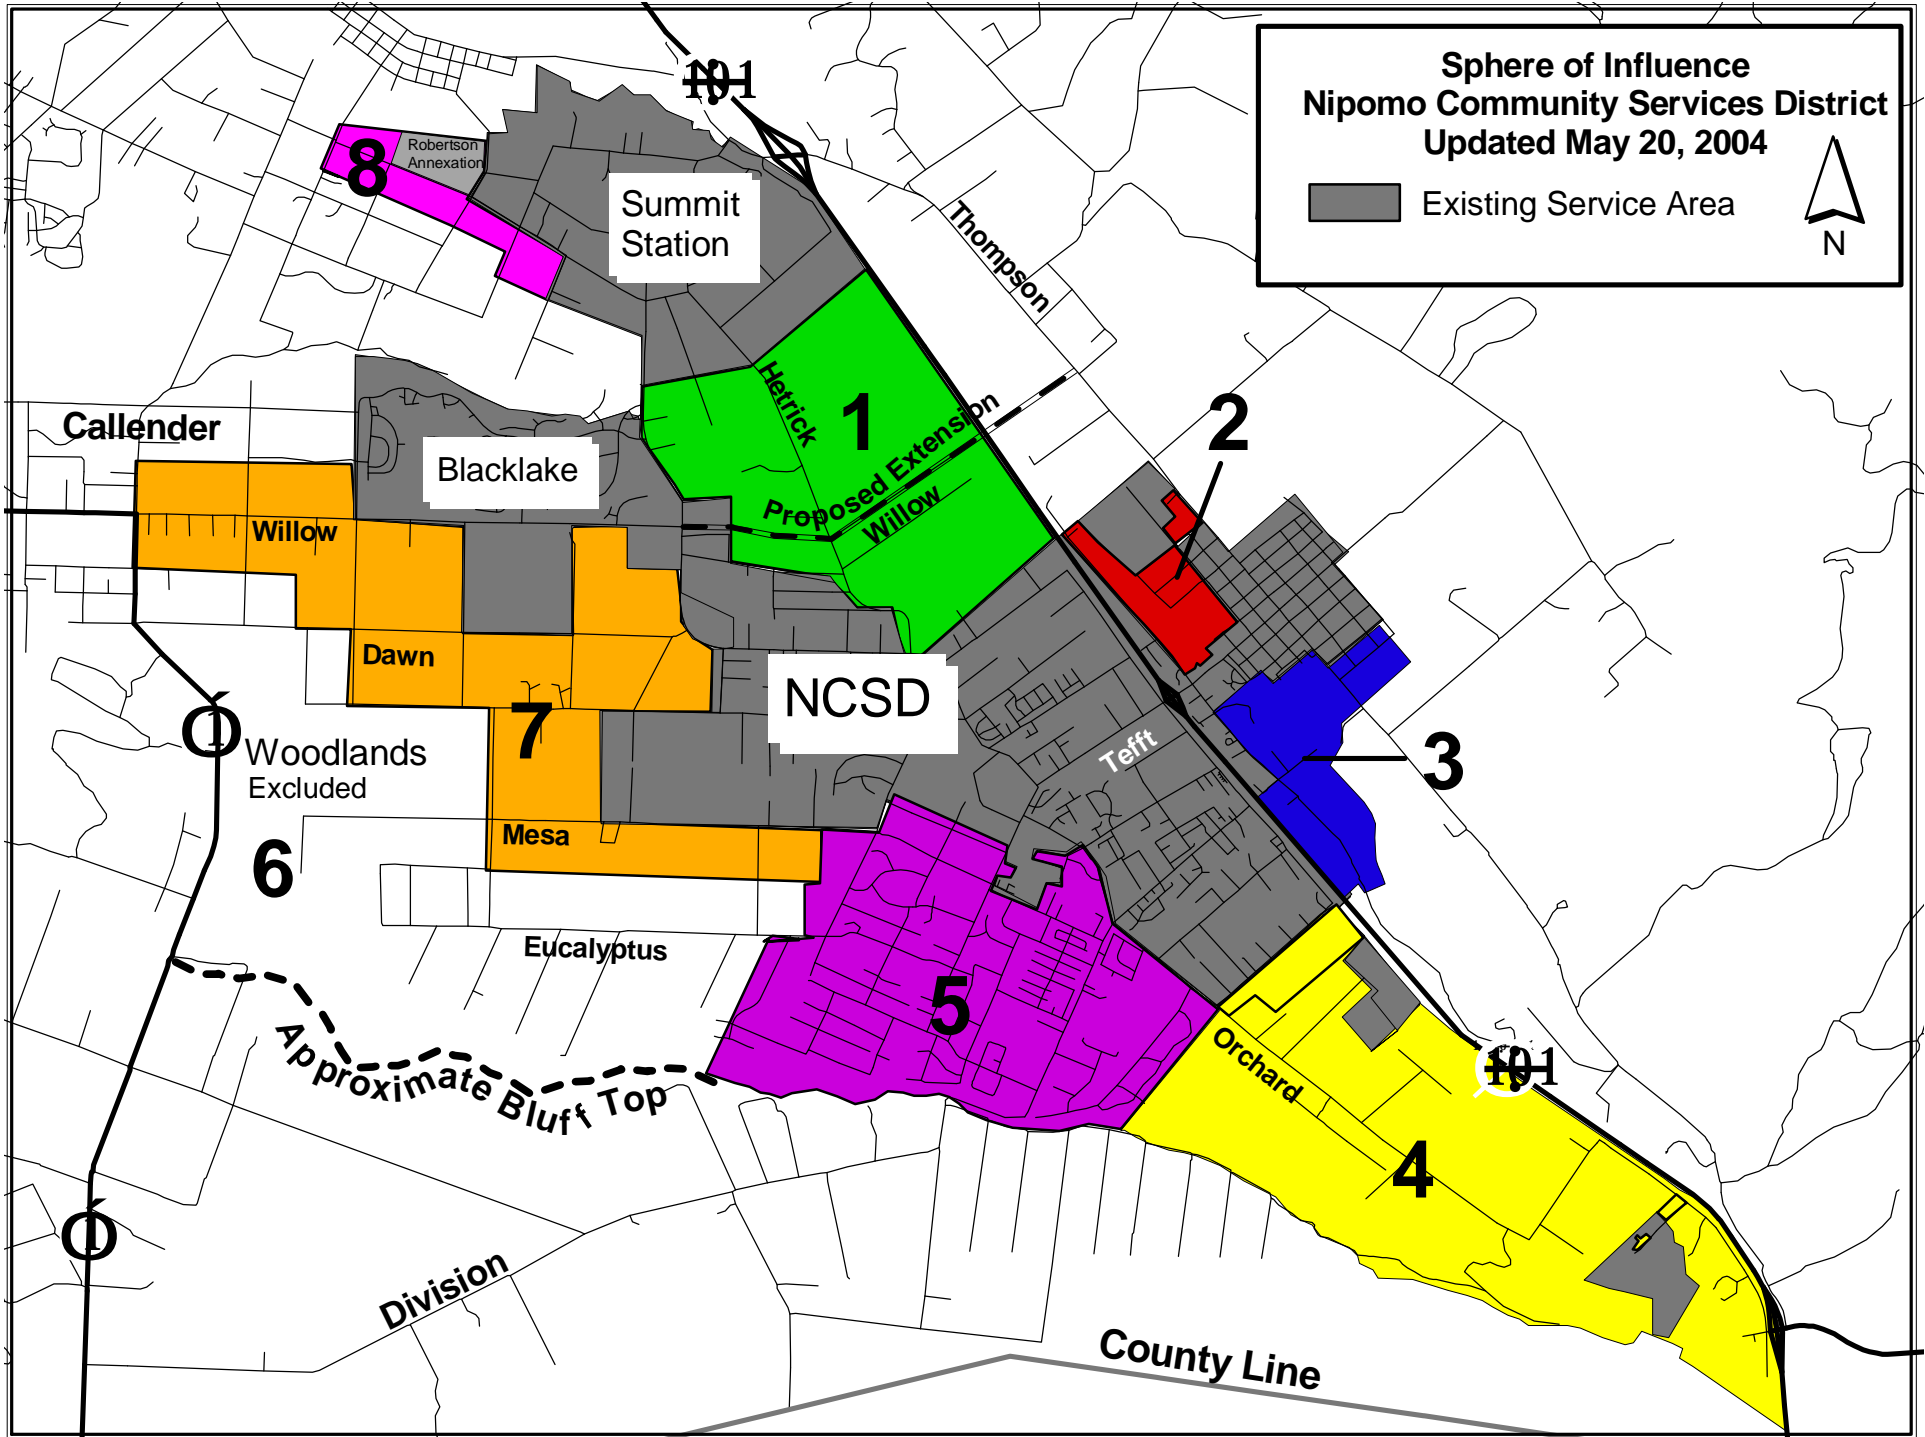 Sphere of Influence
Nipomo Community Services District
Updated May 20, 2004
Existing Service Area
N
101
8
Robertson
Annexation
Summit
Station
Thompson
Hetrick
1
Proposed Extension
Willow
2
Callender
Blacklake
Willow
Dawn
NCSD
Tefft
3
7
1
Woodlands
Excluded
Mesa
6
Eucalyptus
5
Orchard
101
Approximate Bluff Top
4
1
Division
County Line